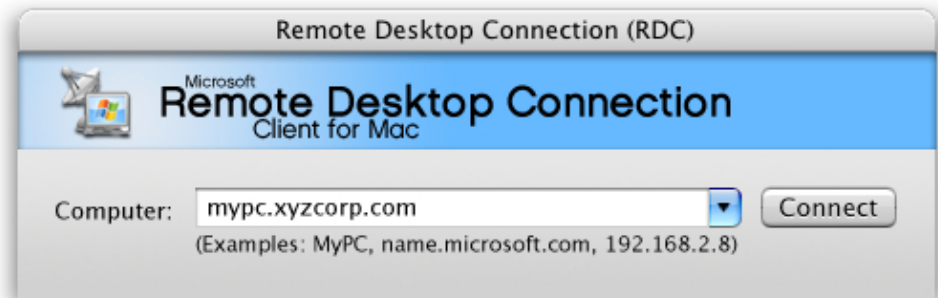 Remote Desktop Connection (RDC)
Microsoft
Remote Desktop Connection
Client for Mac
Computer: mypc.xyzcorp.com Connect
(Examples: MyPC, name.microsoft.com, 192.168.2.8)